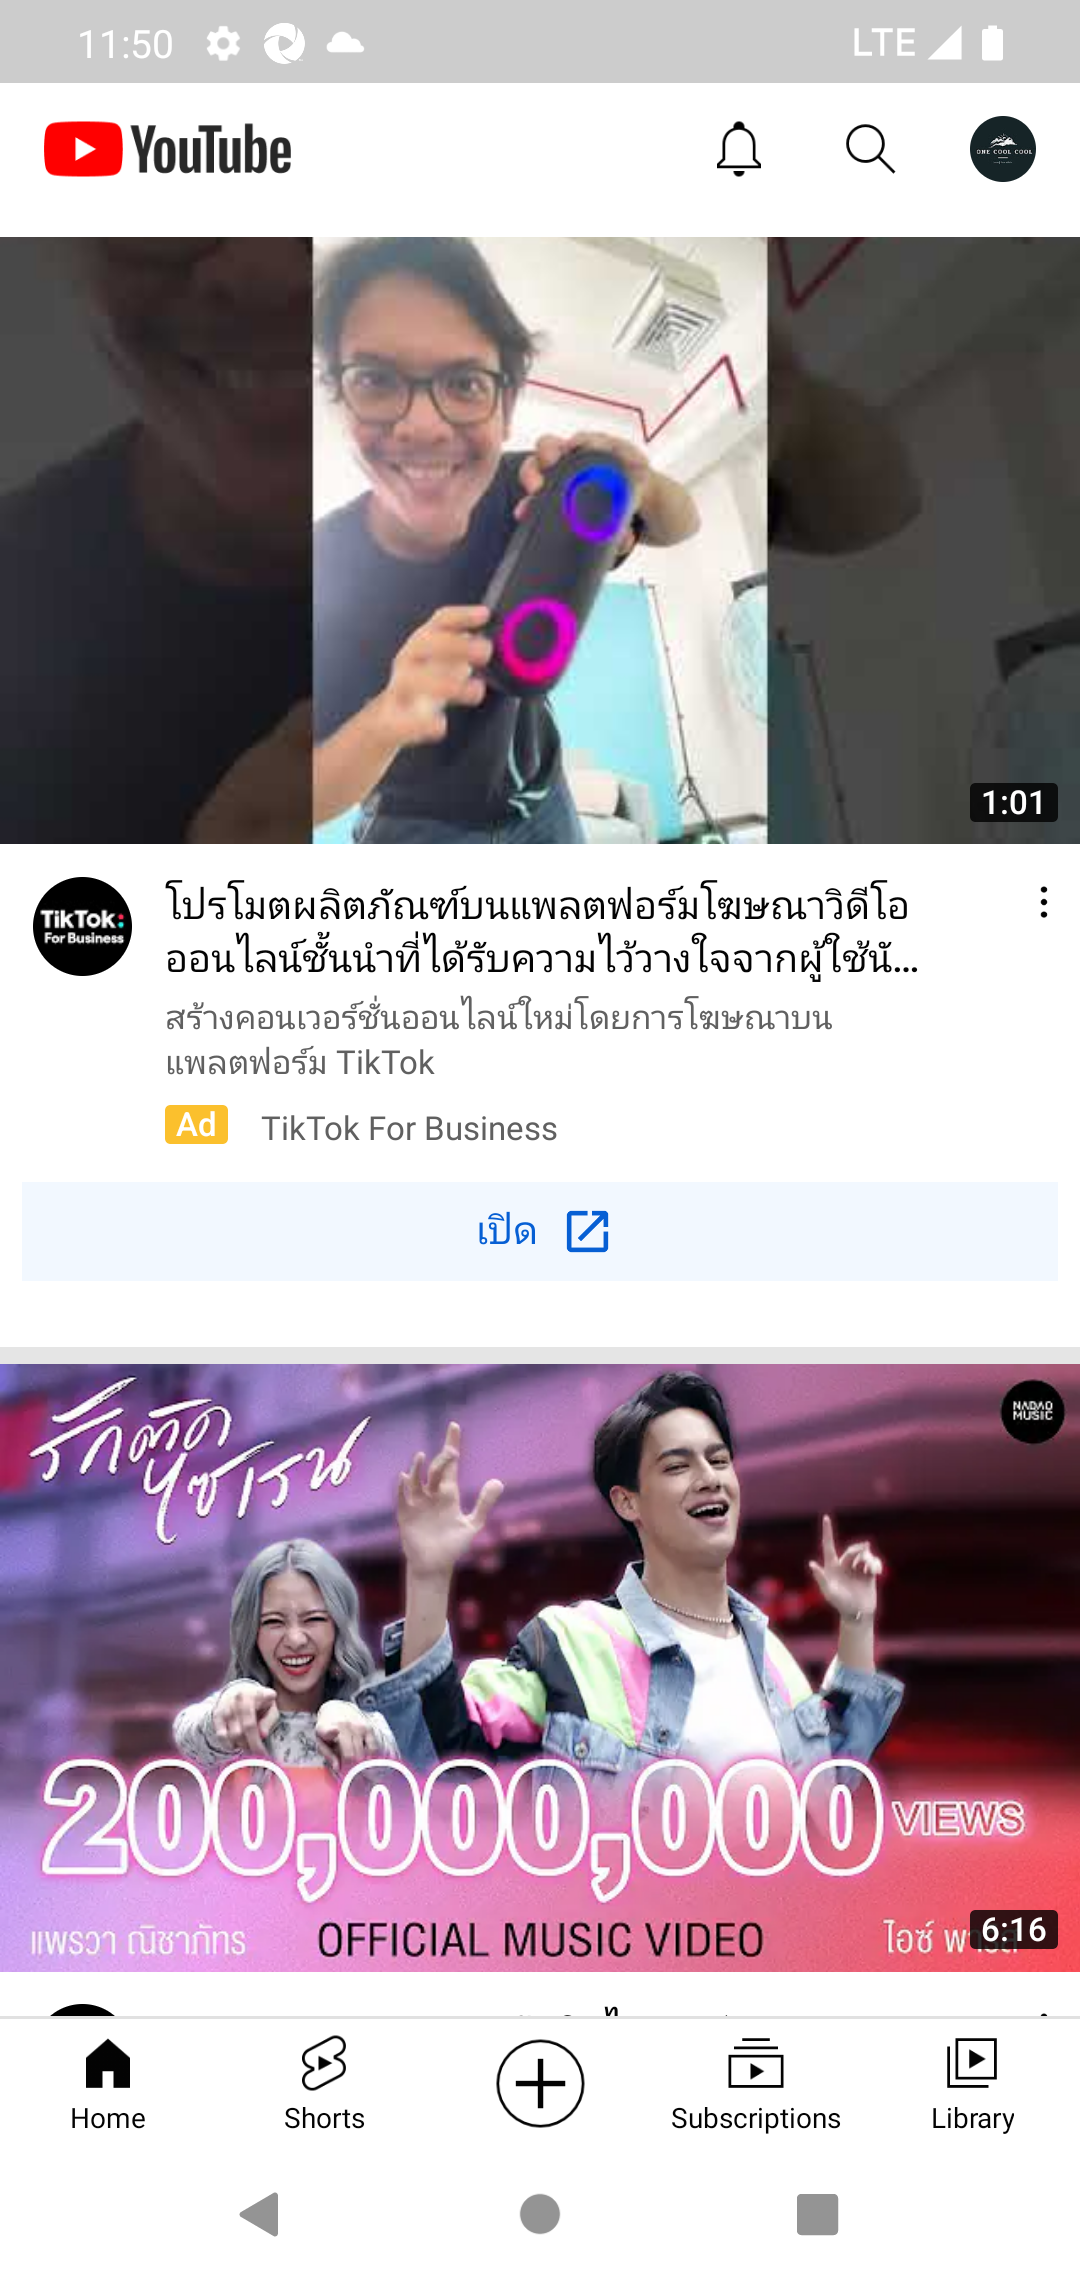 11:50
LTE
YouTube
ONE COOL COOL
1:01
TikTok:
For Business
โปรโมตผลิตภัณฑ์บนแพลตฟอร์มโฆษณาวิดีโอ
ออนไลน์ชั้นนำที่ได้รับความไว้วางใจจากผู้ใช้นั...
สร้างคอนเวอร์ชั่นออนไลน์ใหม่โดยการโฆษณาบน
แพลตฟอร์ม TikTok
Ad TikTok For Business
เปิด
รักติด
ไซเรน
NADAO
MUSIC
200,000,000 VIEWS
แพรวา ณิชาภัทร
OFFICIAL MUSIC VIDEO
ไอซ์
6:16
Home
Shorts
Subscriptions
Library